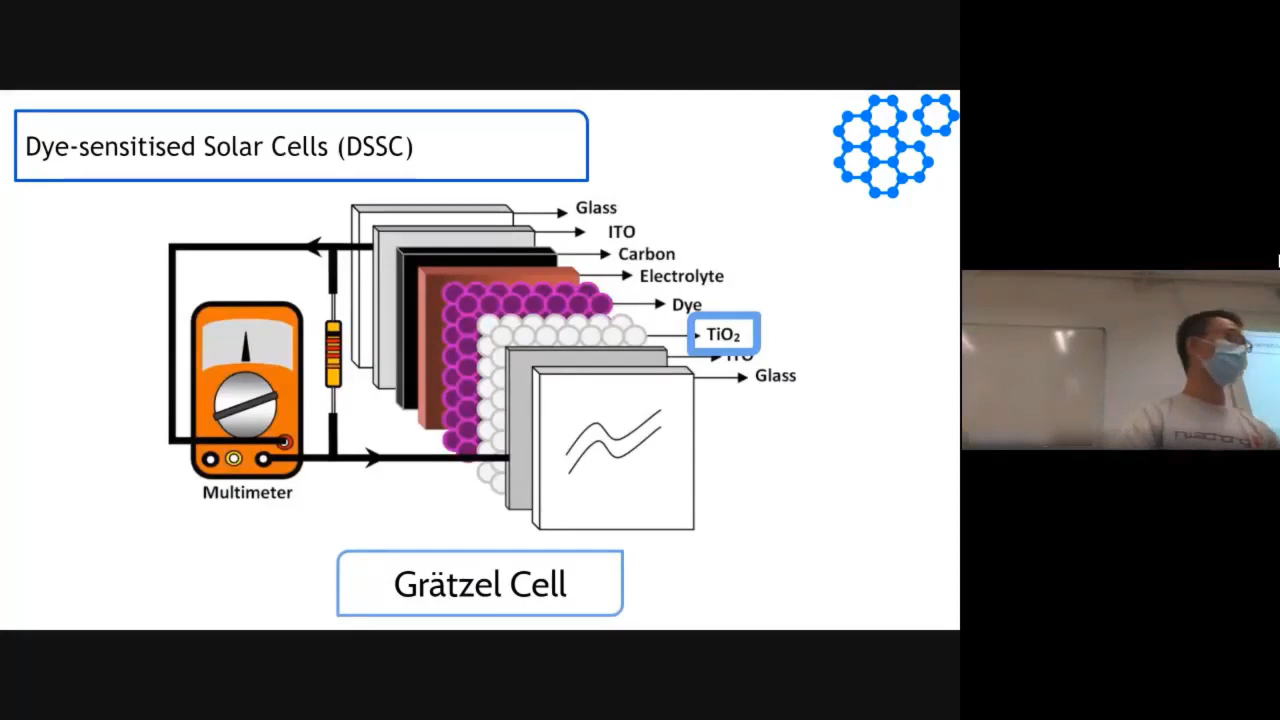 Dye-sensitised Solar Cells (DSSC)
Glass
ITO
Carbon
Electrolyte
Dye
TiO₂
ITO
Glass
Multimeter
Grätzel Cell